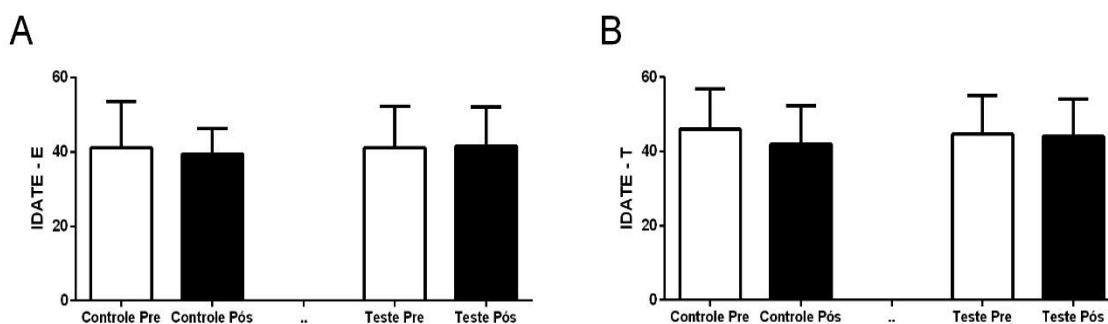 A
IDATE - E
60
40
20
0
Controle Pre
Controle Pós
..
Teste Pre
Teste Pós
B
IDATE - T
60
40
20
0
Controle Pre
Controle Pós
..
Teste Pre
Teste Pós